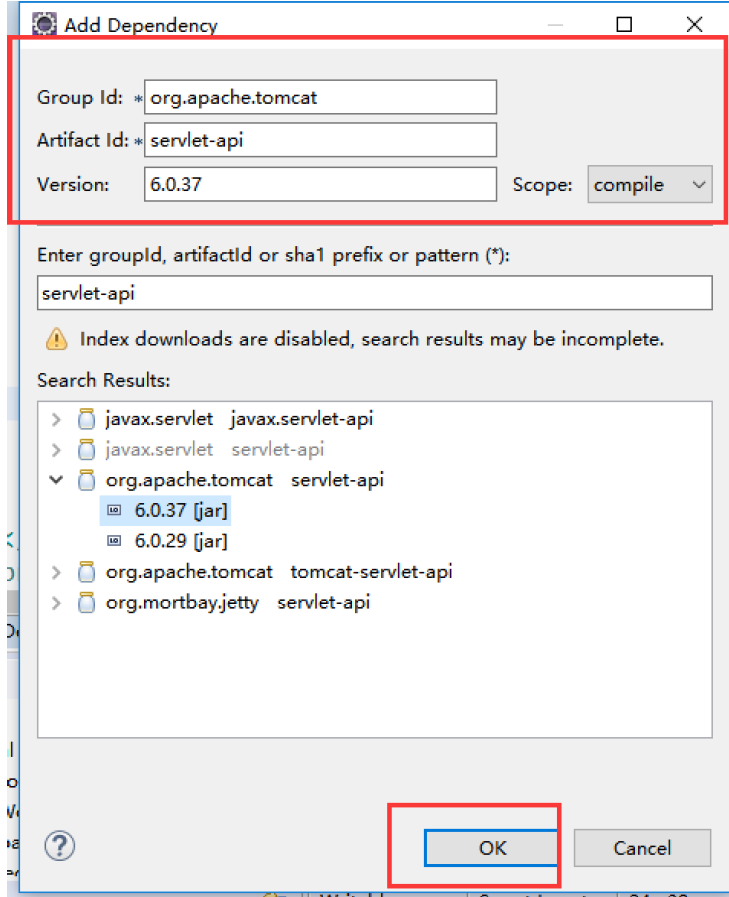 Add Dependency
Group Id: * org.apache.tomcat
Artifact Id: * servlet-api
Version: 6.0.37 Scope: compile
Enter groupId, artifactId or sha1 prefix or pattern (*):
servlet-api
Index downloads are disabled, search results may be incomplete.
Search Results:
javax.servlet javax.servlet-api
javax.servlet servlet-api
org.apache.tomcat servlet-api
6.0.37 [jar]
6.0.29 [jar]
org.apache.tomcat tomcat-servlet-api
org.mortbay.jetty servlet-api
? OK Cancel